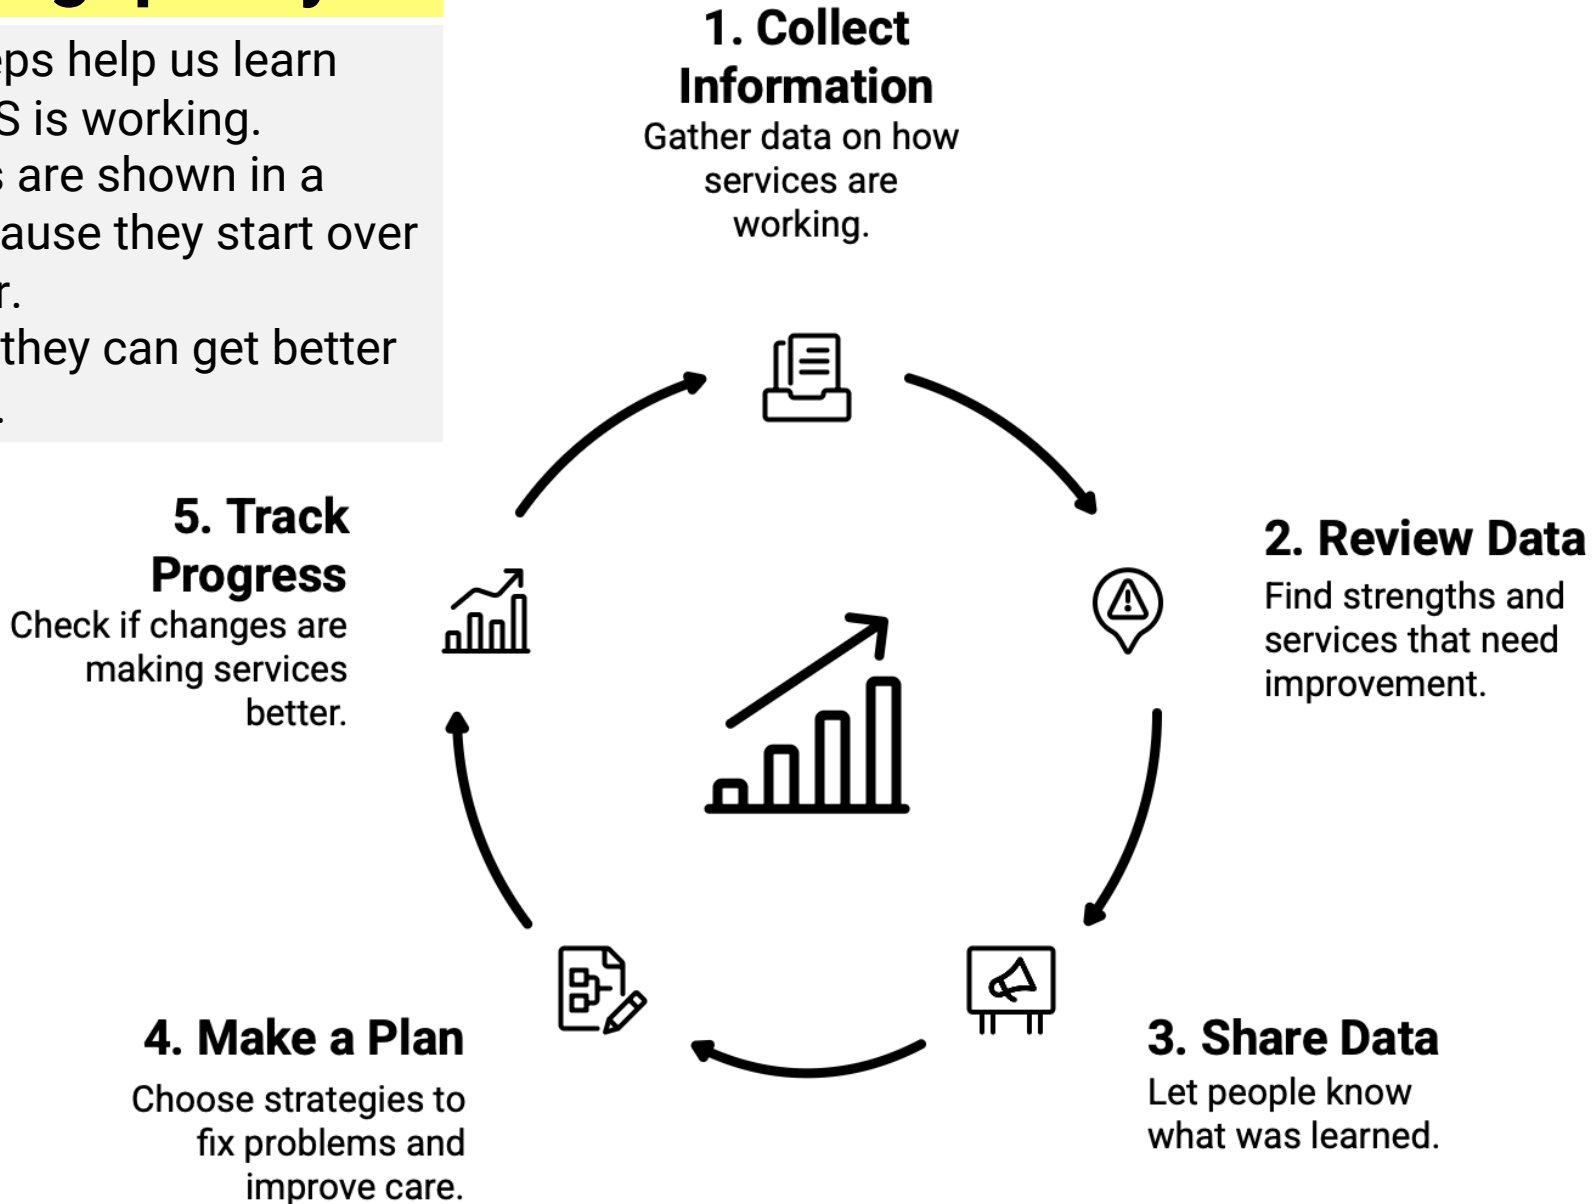 eps help us learn
S is working.
s are shown in a
ause they start over
r.
they can get better
.
1. Collect
Information
Gather data on how
services are
working.
2. Review Data
Find strengths and
services that need
improvement.
3. Share Data
Let people know
what was learned.
4. Make a Plan
Choose strategies to
fix problems and
improve care.
5. Track
Progress
Check if changes are
making services
better.